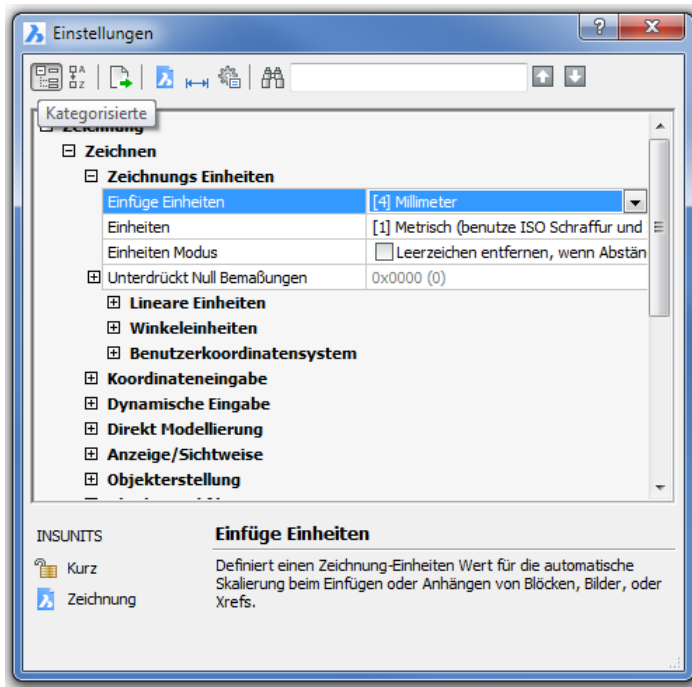 Einstellungen
Kategorisierte
Zeichnung
Zeichnen
Zeichnungs Einheiten
Einfüge Einheiten [4] Millimeter
Einheiten [1] Metrisch (benutze ISO Schraffur und
Einheiten Modus Leerzeichen entfernen, wenn Abstän
Unterdrückt Null Bemaßungen 0x0000 (0)
Lineare Einheiten
Winkeleinheiten
Benutzerkoordinatensystem
Koordinateneingabe
Dynamische Eingabe
Direkt Modellierung
Anzeige/Sichtweise
Objekterstellung
INSUNITS
Kurz
Zeichnung
Einfüge Einheiten
Definiert einen Zeichnung-Einheiten Wert für die automatische
Skalierung beim Einfügen oder Anhängen von Blöcken, Bilder, oder
Xrefs.